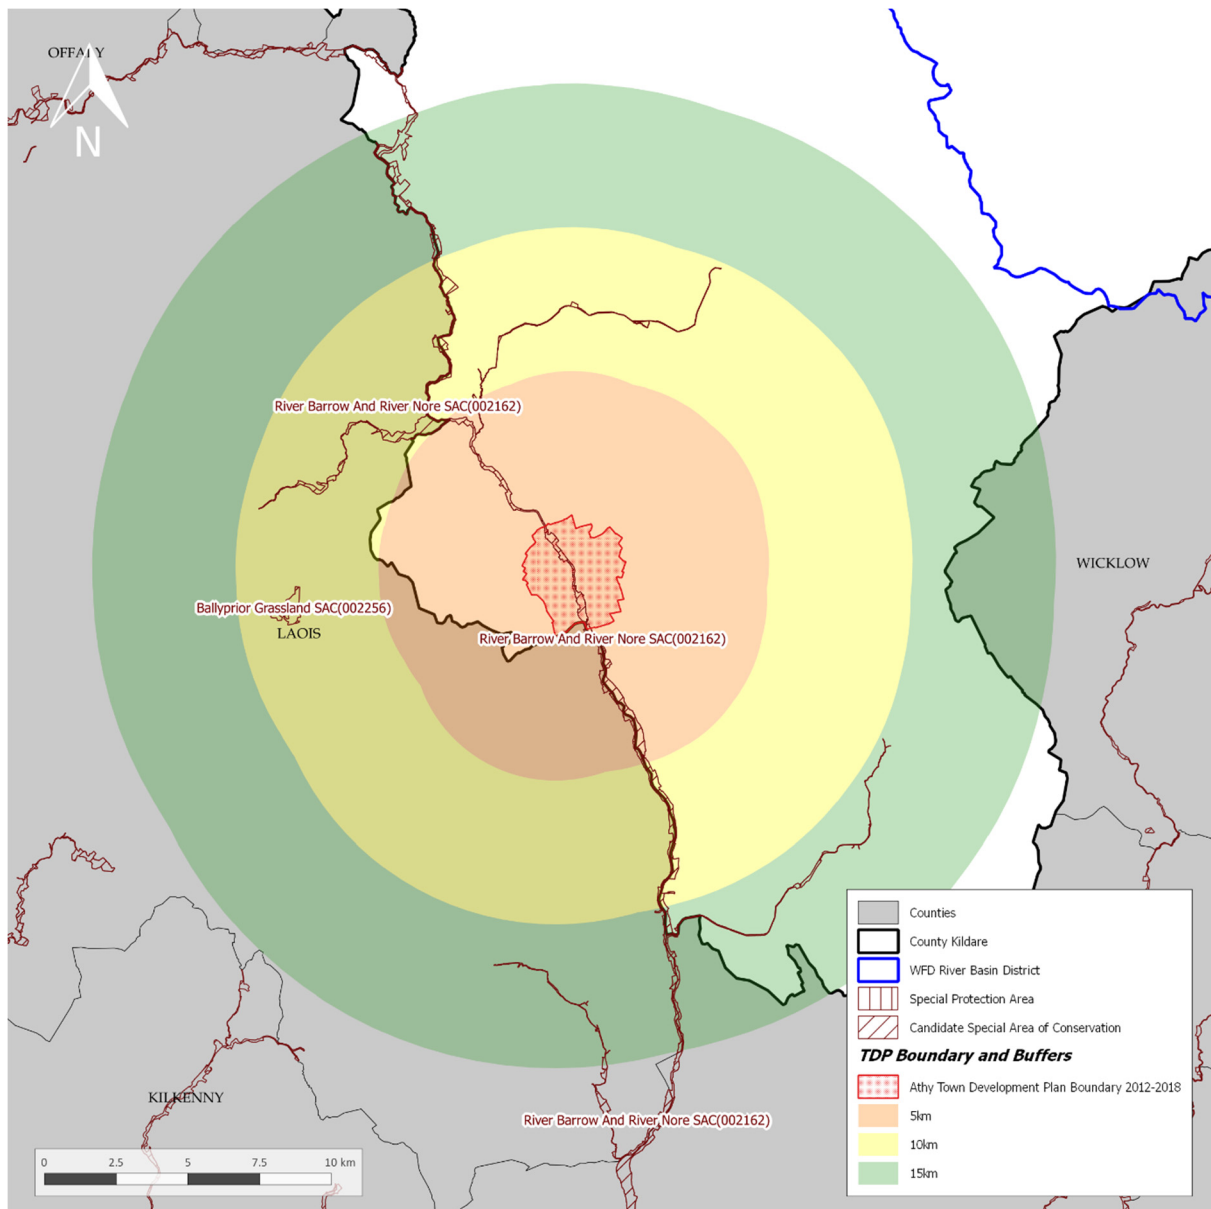 OFFALY
N
River Barrow And River Nore SAC(002162)
WICKLOW
Ballyprior Grassland SAC(002256)
LAOIS
River Barrow And River Nore SAC(002162)
Counties
County Kildare
WFD River Basin District
Special Protection Area
Candidate Special Area of Conservation
TDP Boundary and Buffers
Athy Town Development Plan Boundary 2012-2018
5km
10km
15km
KILKENNY
River Barrow And River Nore SAC(002162)
0 2.5 5 7.5 10 km